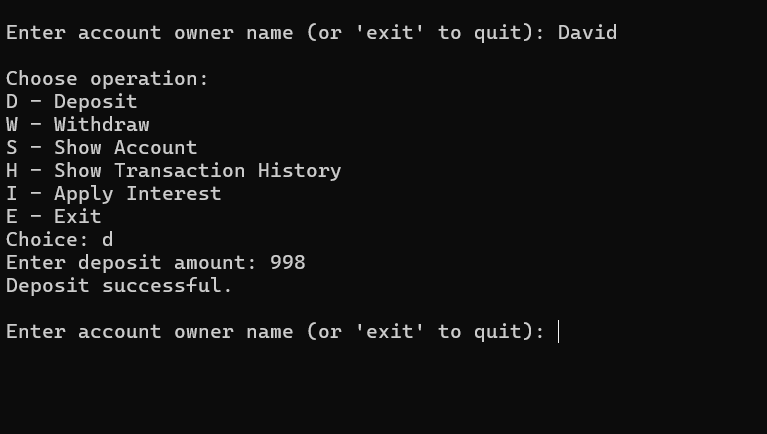 Enter account owner name (or 'exit' to quit): David
Choose operation:
D - Deposit
W - Withdraw
S - Show Account
H - Show Transaction History
I - Apply Interest
E - Exit
Choice: d
Enter deposit amount: 998
Deposit successful.
Enter account owner name (or 'exit' to quit):